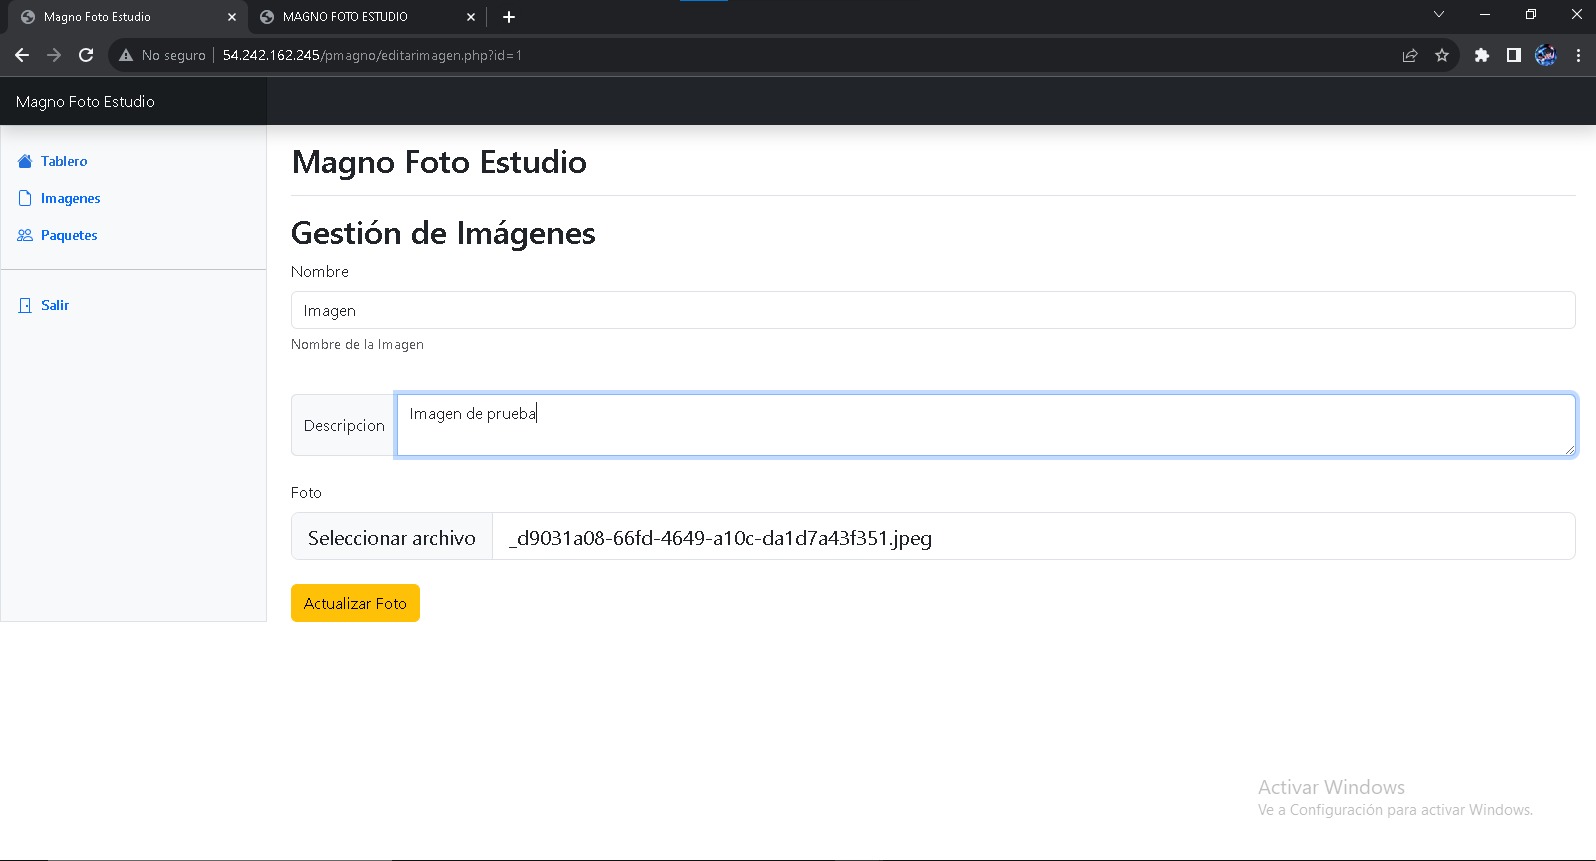 Magno Foto Estudio
MAGNO FOTO ESTUDIO
No seguro
54.242.162.245/pmagno/editarimagen.php?id=1
Magno Foto Estudio
Tablero
Imagenes
Paquetes
Salir
Magno Foto Estudio
Gestión de Imágenes
Nombre
Imagen
Nombre de la Imagen
Descripcion
Imagen de prueba
Foto
Seleccionar archivo
_d9031a08-66fd-4649-a10c-da1d7a43f351.jpeg
Actualizar Foto
Activar Windows
Ve a Configuración para activar Windows.